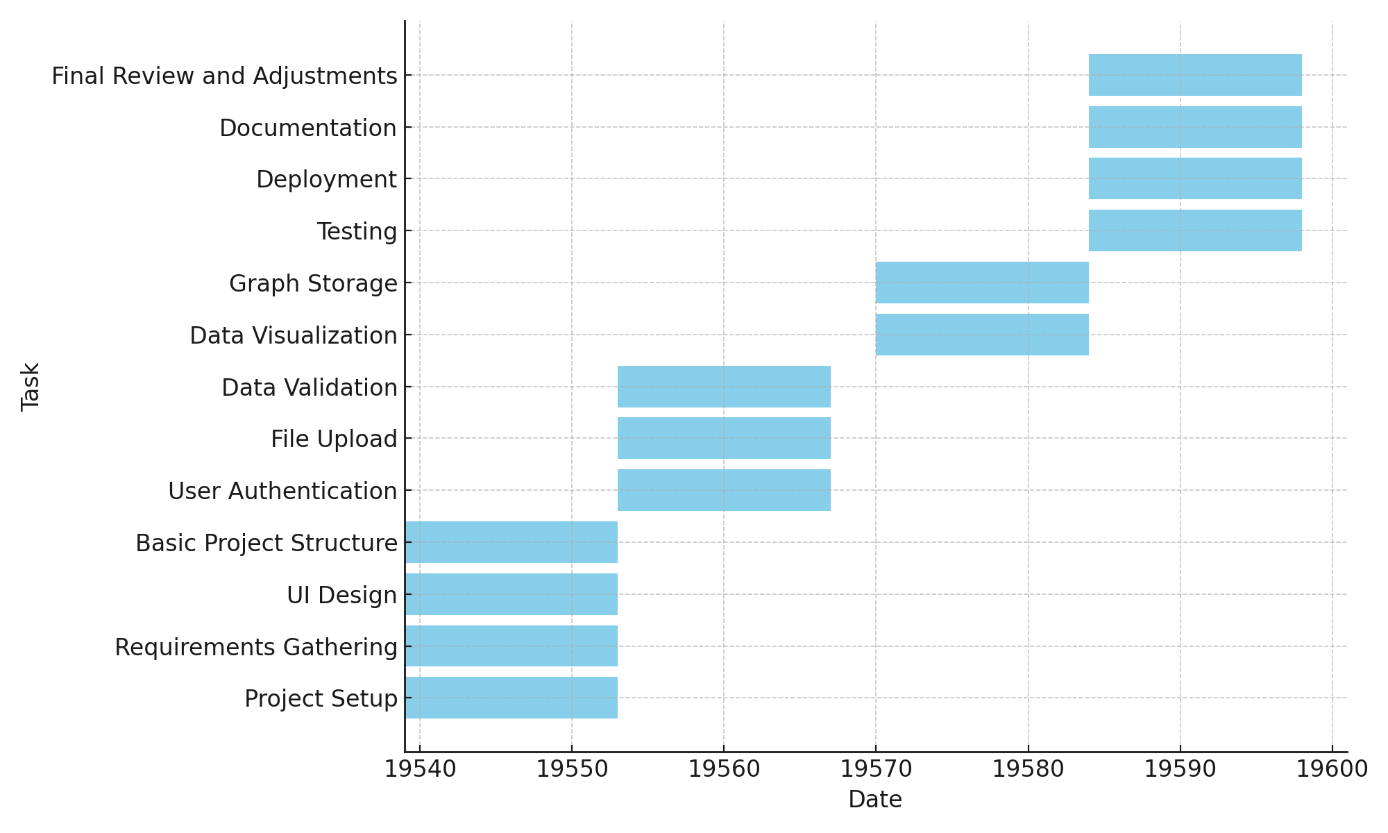 Final Review and Adjustments
Documentation
Deployment
Testing
Graph Storage
Data Visualization
Data Validation
File Upload
User Authentication
Basic Project Structure
UI Design
Requirements Gathering
Project Setup
Task
19540 19550 19560 19570 19580 19590 19600
Date